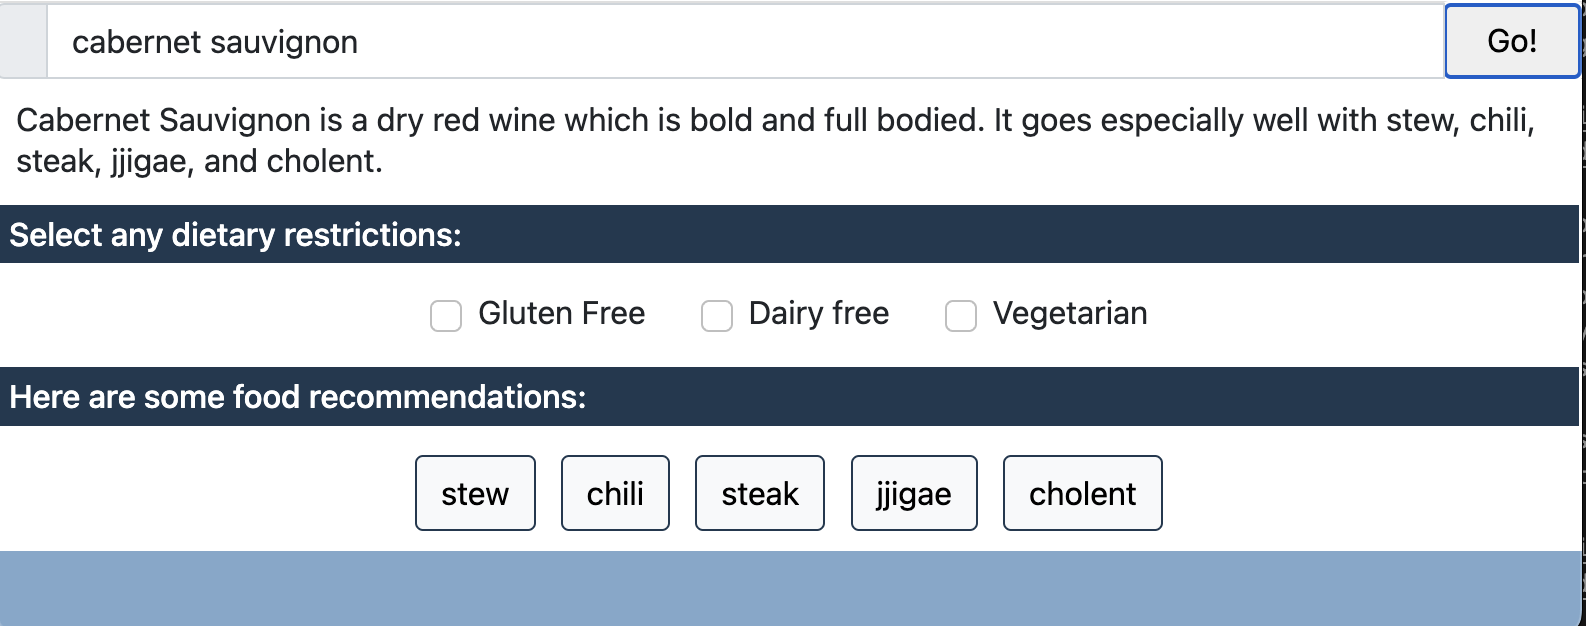 cabernet sauvignon Go!
Cabernet Sauvignon is a dry red wine which is bold and full bodied. It goes especially well with stew, chili,
steak, jjigae, and cholent.
Select any dietary restrictions:
Gluten Free Dairy free Vegetarian
Here are some food recommendations:
stew chili steak jjigae cholent